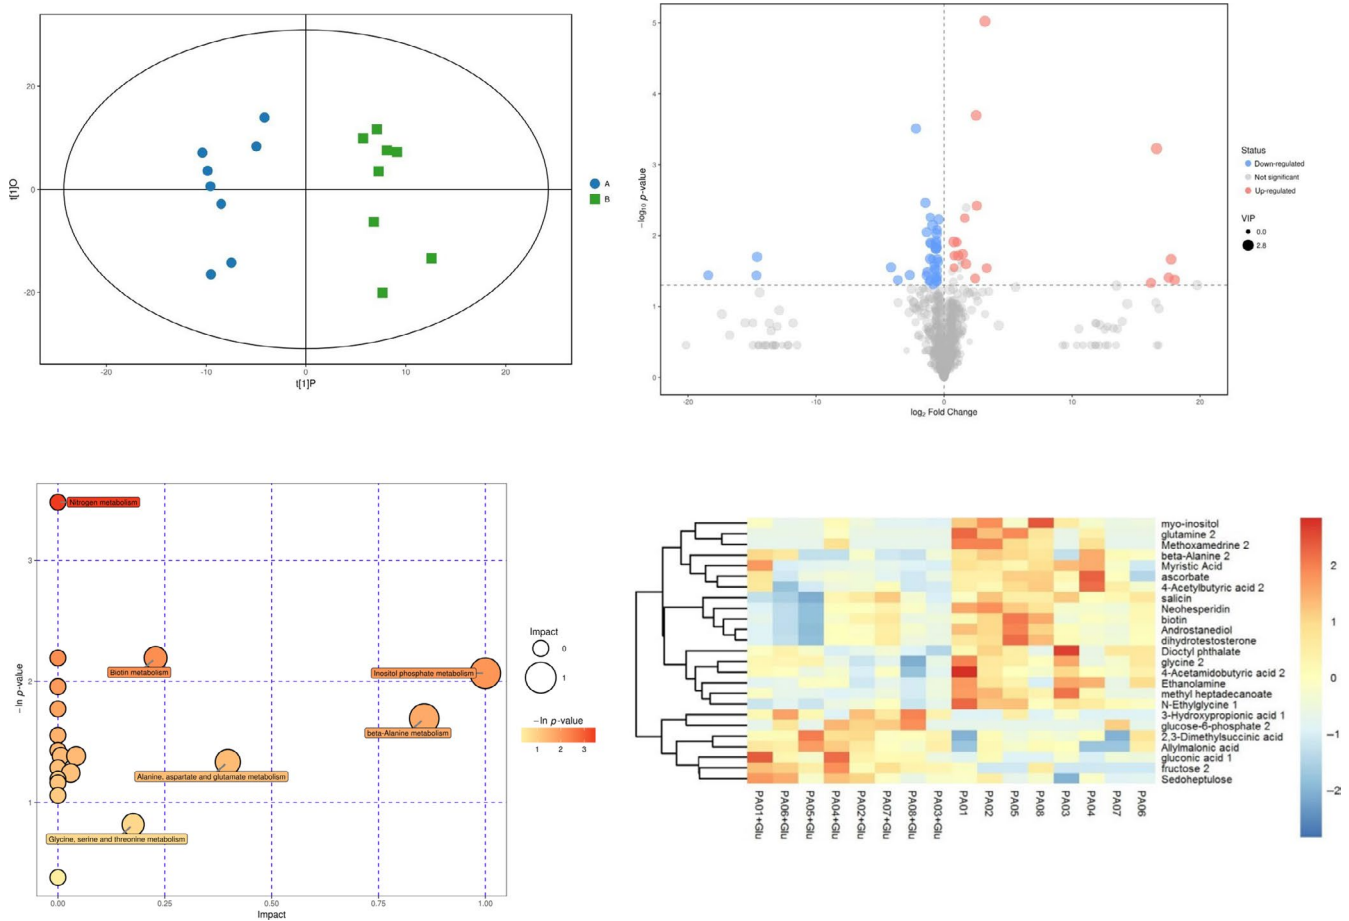 20
0
-20
t[1]O
-20
-10
0
10
20
t[1]P
A
B
5
4
3
2
1
0
−log10 p-value
-20
-10
0
10
20
log2 Fold Change
Status
Down-regulated
Not significant
Up-regulated
VIP
0.0
2.8
Nitrogen metabolism
Biotin metabolism
Inositol phosphate metabolism
beta-Alanine metabolism
Alanine, aspartate and glutamate metabolism
Glycine, serine and threonine metabolism
3
2
1
− ln p-value
0.00
0.25
0.50
0.75
1.00
Impact
Impact
0
1
− ln p-value
1 2 3
myo-inositol
glutamine 2
Methoxamedrine 2
beta-Alanine 2
Myristic Acid
ascorbate
4-Acetylbutyric acid 2
salicin
Neohesperidin
biotin
Androstanediol
dihydrotestosterone
Dioctyl phthalate
glycine 2
4-Acetamidobutyric acid 2
Ethanolamine
methyl heptadecanoate
N-Ethylglycine 1
3-Hydroxypropionic acid 1
glucose-6-phosphate 2
2,3-Dimethylsuccinic acid
Allylmalonic acid
gluconic acid 1
fructose 2
Sedoheptulose
PA01+Glu
PA06+Glu
PA05+Glu
PA04+Glu
PA02+Glu
PA07+Glu
PA08+Glu
PA03+Glu
PA01
PA02
PA05
PA08
PA03
PA04
PA07
PA06
2
1
0
−1
−2